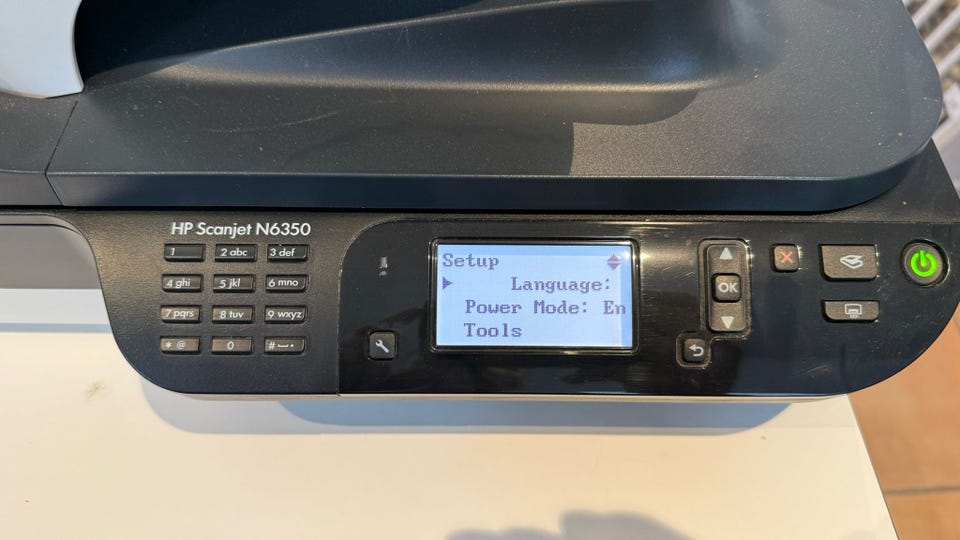 HP Scanjet N6350
1 2 abc 3 def
4 ghi 5 jkl 6 mno
7 pqrs 8 tuv 9 wxyz
* @ 0 #
Setup
Language:
Power Mode: En
Tools
OK